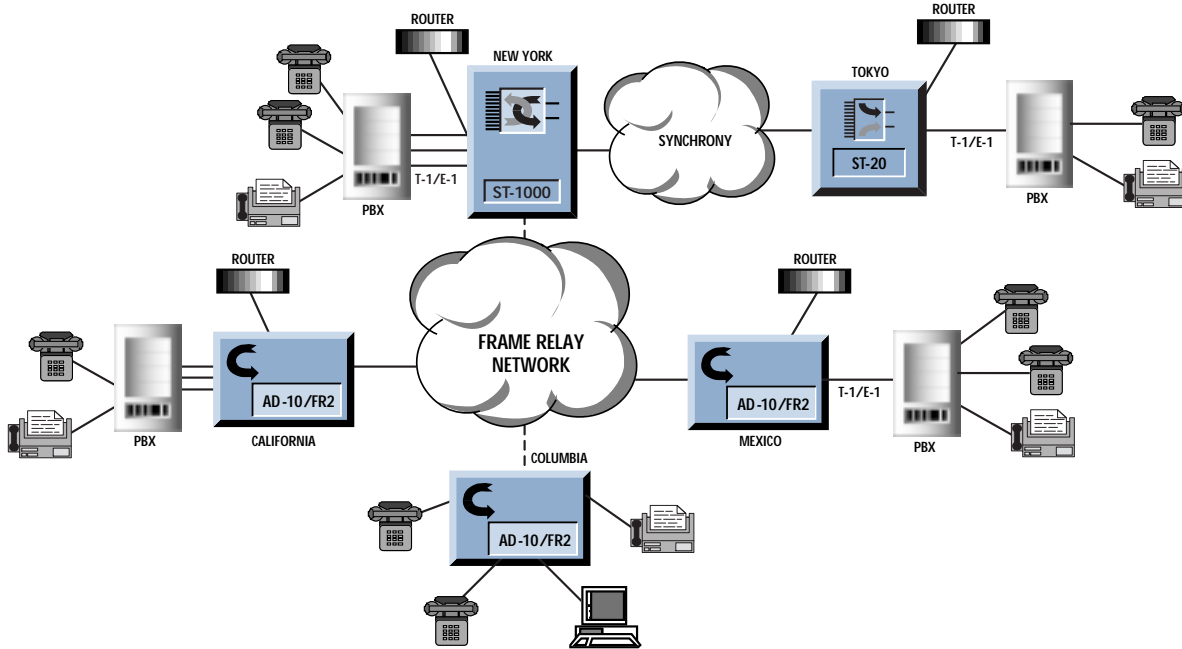 ROUTER
ROUTER
NEW YORK
TOKYO
SYNCHRONY
T-1/E-1
ST-20
T-1/E-1
ST-1000
PBX
PBX
ROUTER
ROUTER
FRAME RELAY
NETWORK
AD-10/FR2
AD-10/FR2
T-1/E-1
PBX
CALIFORNIA
MEXICO
PBX
COLUMBIA
AD-10/FR2